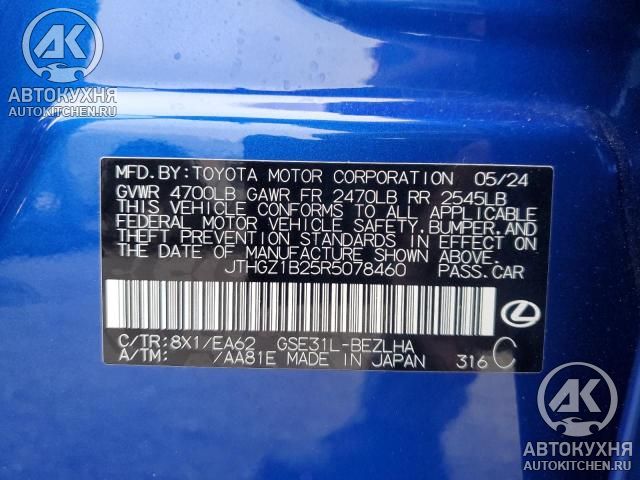 АК
АВТОКУХНЯ
AUTOKITCHEN.RU
MFD.BY:TOYOTA MOTOR CORPORATION 05/24
GVWR 4700LB GAWR FR 2470LB RR 2545LB
THIS VEHICLE CONFORMS TO ALL APPLICABLE
FEDERAL MOTOR VEHICLE SAFETY,BUMPER,AND
THEFT PREVENTION STANDARDS IN EFFECT ON
THE DATE OF MANUFACTURE SHOWN ABOVE.
JTHGZ1B25R5078460 PASS.CAR
C/TR:8X1/EA62 GSE31L-BEZLHA
A/TM: /AA81E MADE IN JAPAN 316 C
АК
АВТОКУХНЯ
AUTOKITCHEN.RU